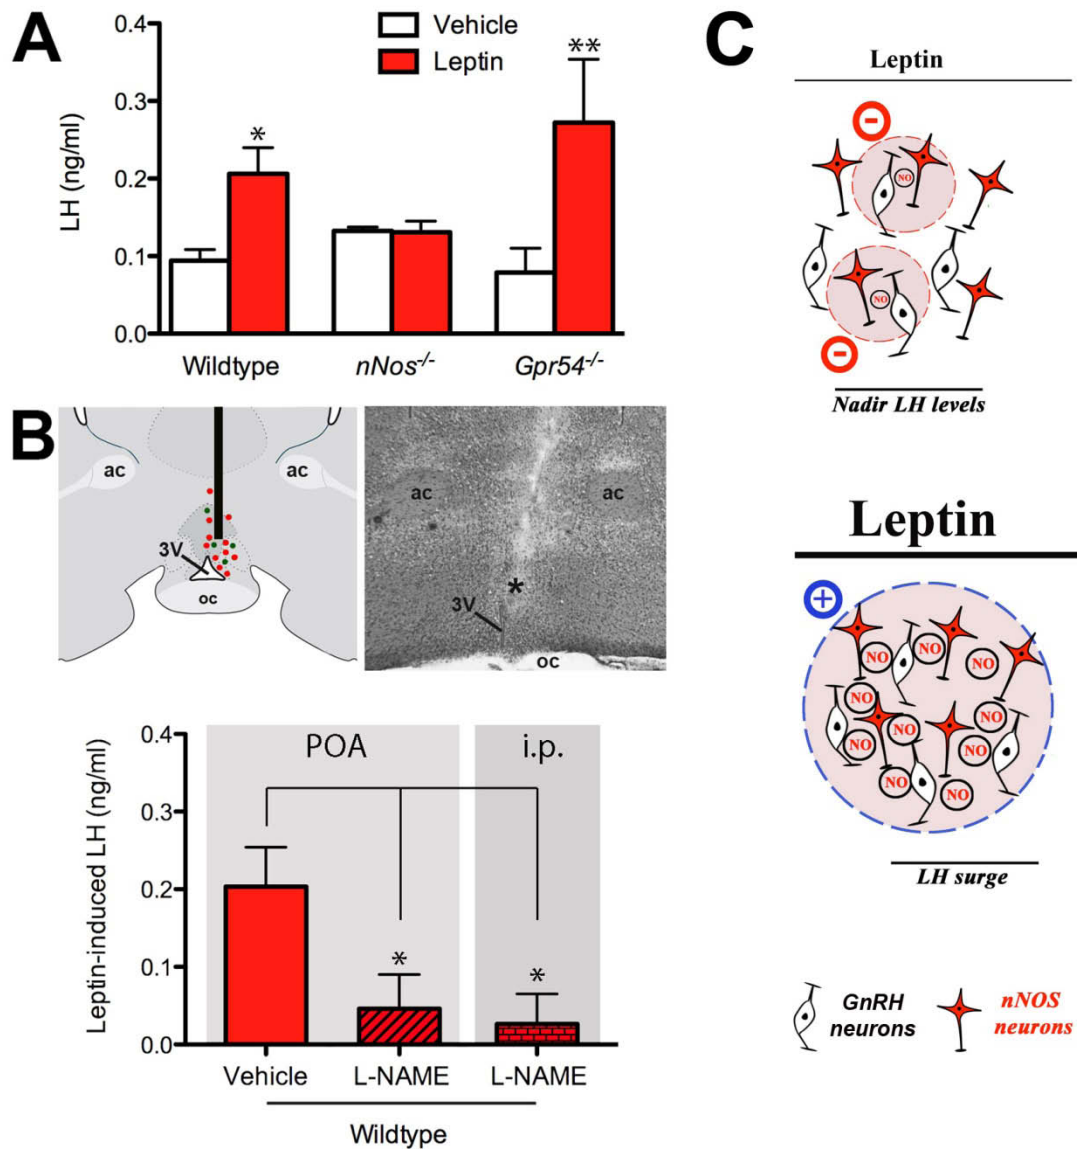 A
0.4
0.3
0.2
0.1
0.0
LH (ng/ml)
Vehicle
Leptin
*
**
Wildtype
nNos-/-
Gpr54-/-
B
ac
ac
3V
oc
ac
ac
*
3V
oc
0.4
0.3
0.2
0.1
0.0
Leptin-induced LH (ng/ml)
POA
i.p.
*
*
Vehicle
L-NAME
L-NAME
Wildtype
C
Leptin
-
NO
NO
-
Nadir LH levels
Leptin
+
NO
NO
NO
NO
NO
NO
NO
NO
NO
NO
LH surge
GnRH
neurons
nNOS
neurons